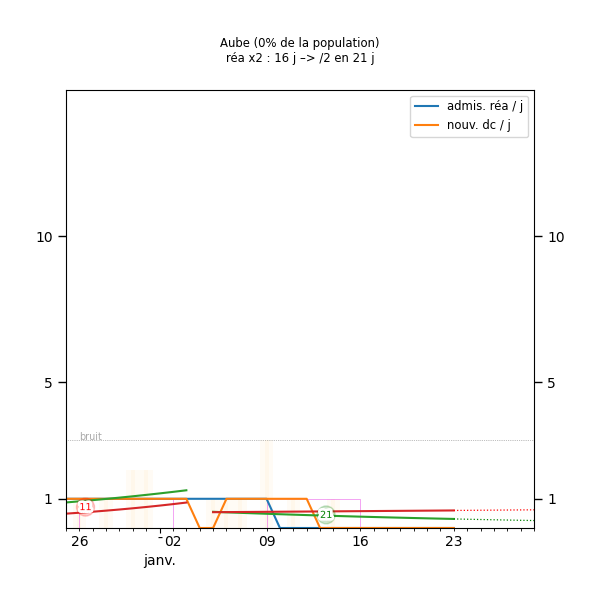 Aube (0% de la population)
réa x2 : 16 j –> /2 en 21 j
admis. réa / j
nouv. dc / j
10
10
5
5
bruit
1
1
11
21
26
02
09
16
23
janv.